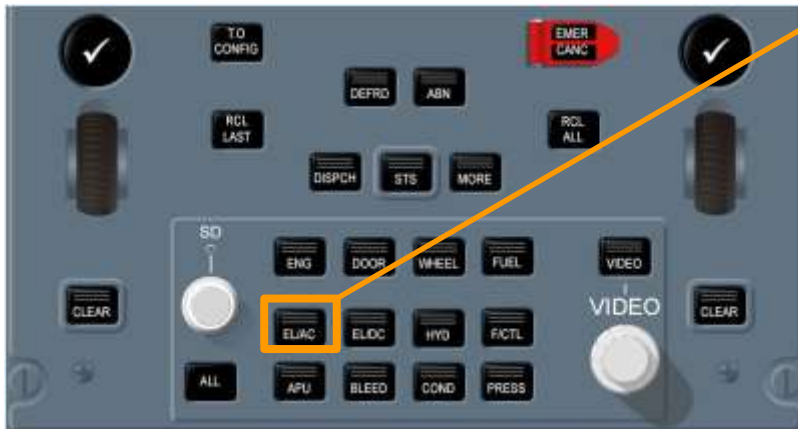 TO
CONFIG
EMER
CANC
DEFRD
ABN
RCL
LAST
RCL
ALL
DISPCH
STS
MORE
SD
ENG
DOOR
WHEEL
FUEL
VIDEO
CLEAR
VIDEO
CLEAR
EL/AC
EL/DC
HYD
F/CTL
ALL
APU
BLEED
COND
PRESS